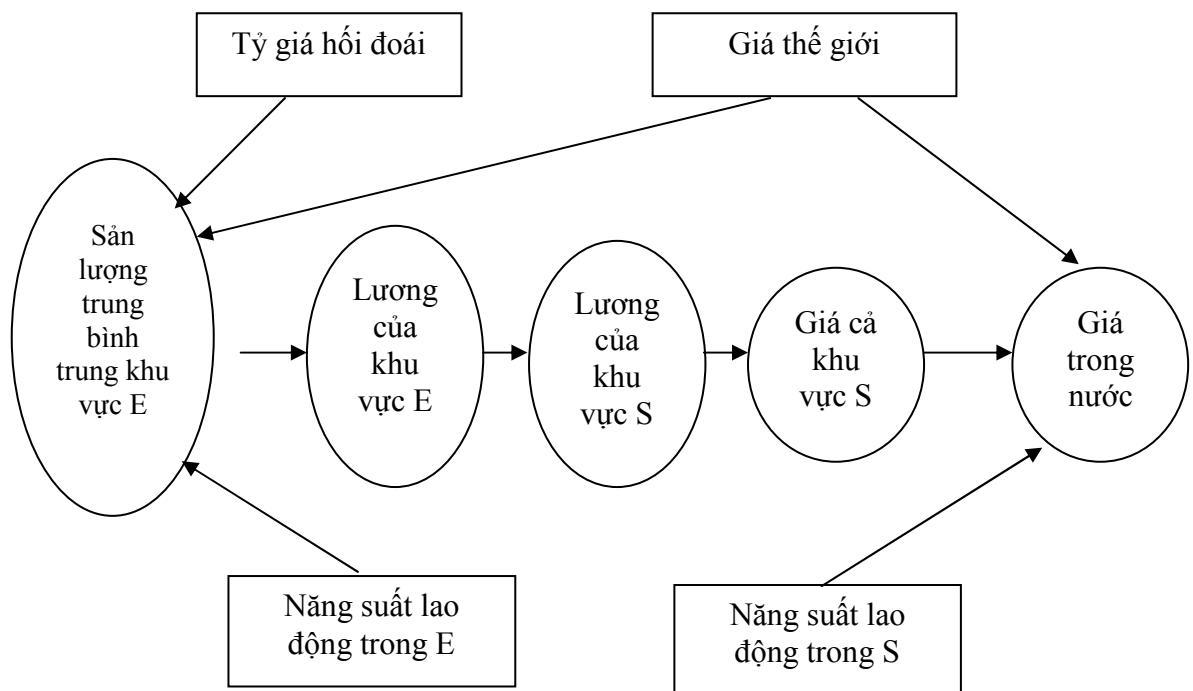 Tỷ giá hối đoái
Giá thế giới
Sản
lượng
trung
bình
trung khu
vực E
Lương
của
khu
vực E
Lương
của
khu
vực S
Giá cả
khu
vực S
Giá
trong
nước
Năng suất lao
động trong E
Năng suất lao
động trong S